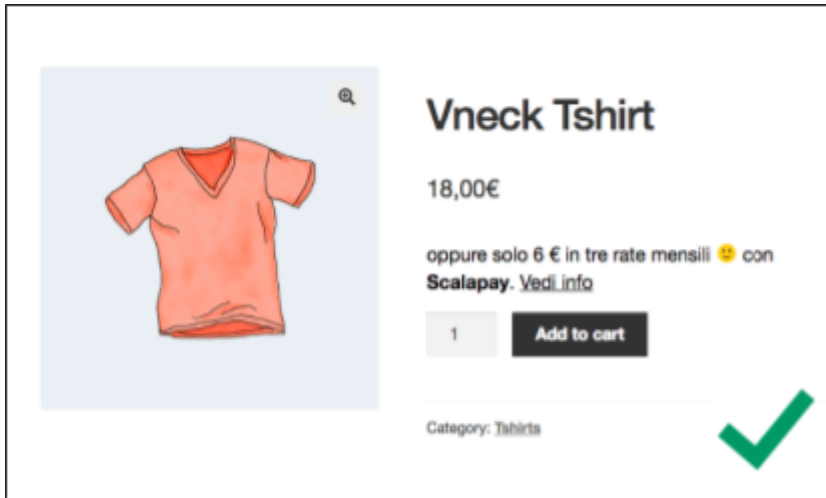 Vneck Tshirt
18,00€
oppure solo 6 € in tre rate mensili 🙂 con
Scalapay. Vedi info
1
Add to cart
Category: Tshirts